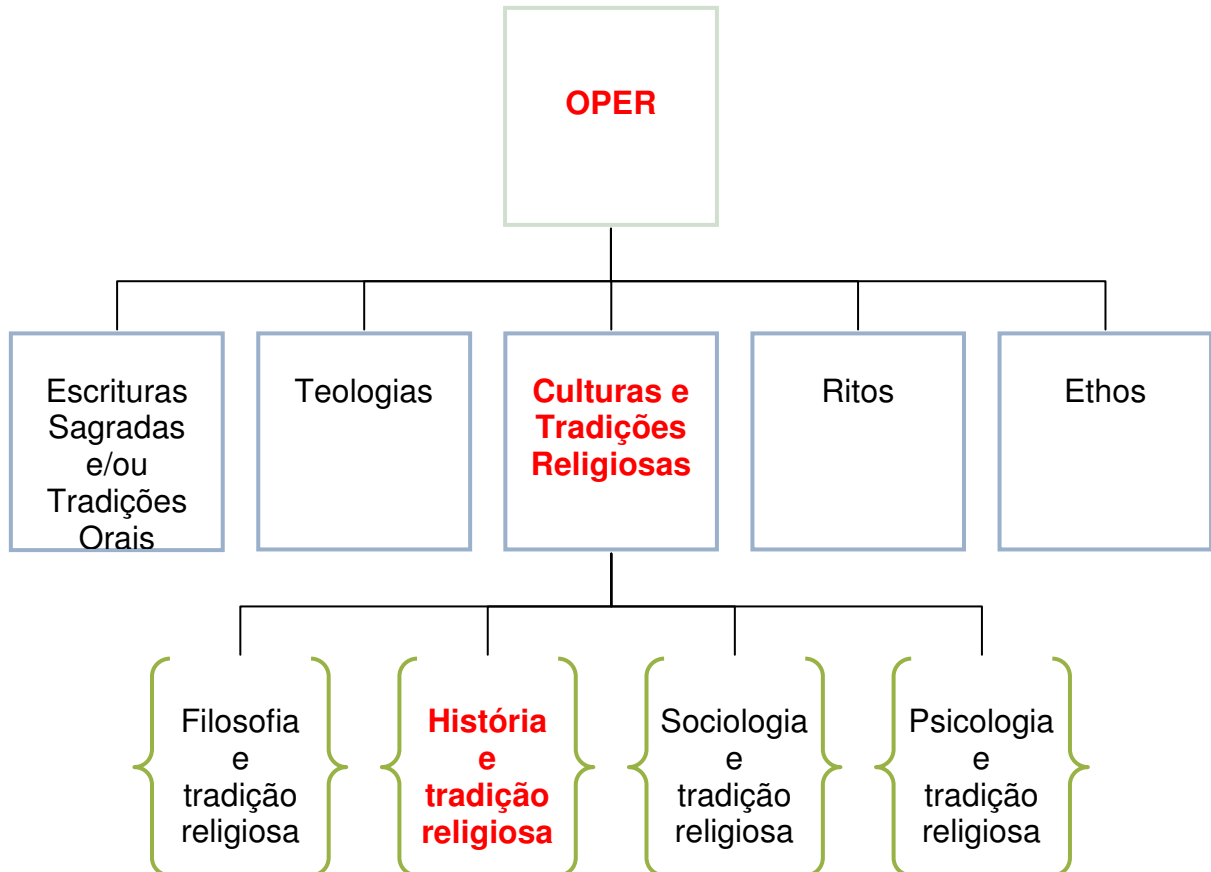 OPER
Escrituras
Sagradas
e/ou
Tradições
Orais
Teologias
Culturas e
Tradições
Religiosas
Ritos
Ethos
Filosofia
e
tradição
religiosa
História
e
tradição
religiosa
Sociologia
e
tradição
religiosa
Psicologia
e
tradição
religiosa